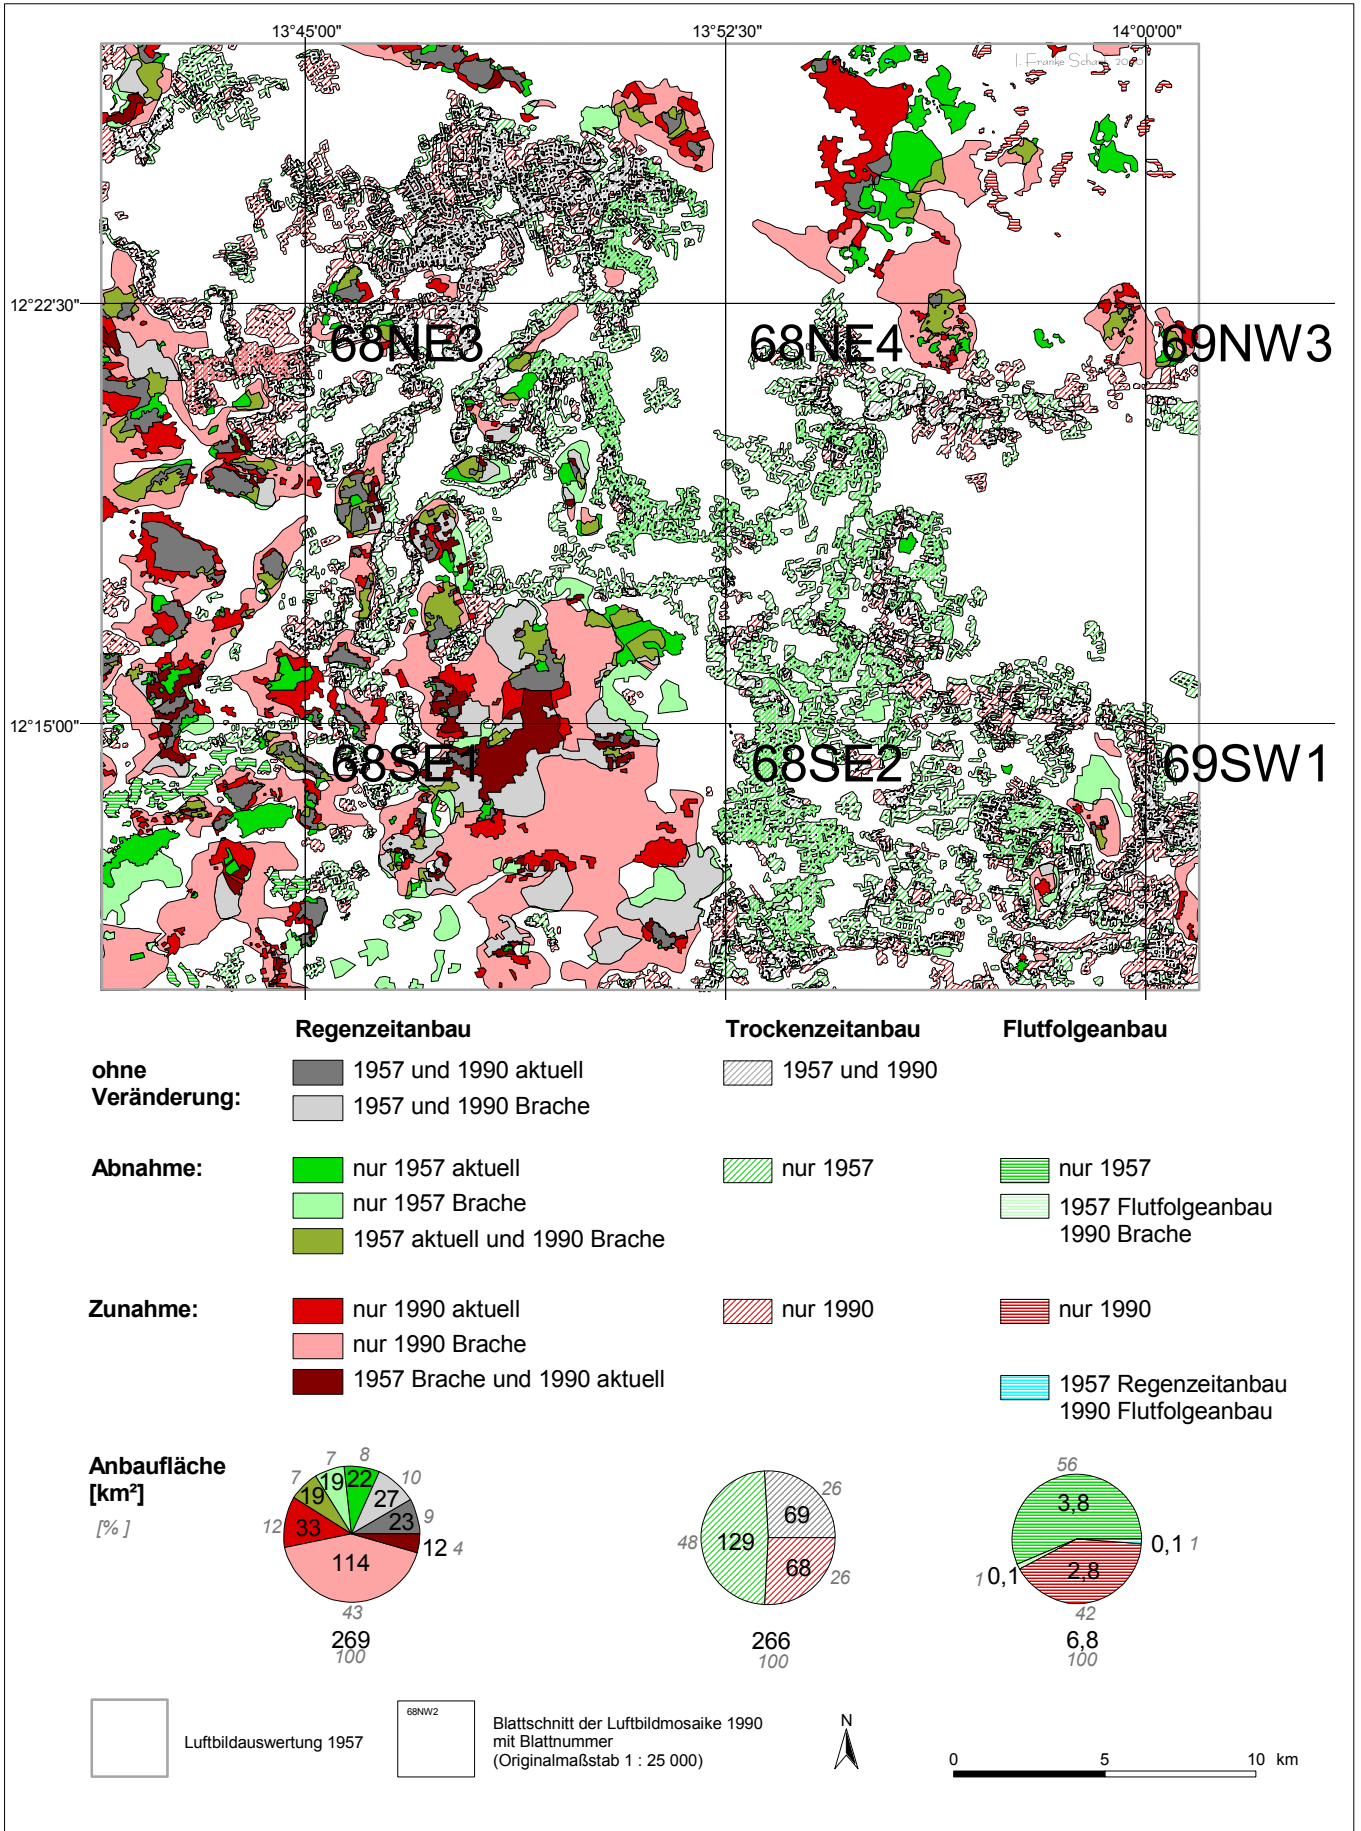 13°45'00" 13°52'30" 14°00'00"
I. Franke Scharf 2000
12°22'30"
68NE3 68NE4 69NW3
12°15'00"
68SE1 68SE2 69SW1
Regenzeitanbau Trockenzeitanbau Flutfolgeanbau
ohne Veränderung:
1957 und 1990 aktuell
1957 und 1990 Brache
1957 und 1990
Abnahme:
nur 1957 aktuell
nur 1957 Brache
1957 aktuell und 1990 Brache
nur 1957
nur 1957
1957 Flutfolgeanbau
1990 Brache
Zunahme:
nur 1990 aktuell
nur 1990 Brache
1957 Brache und 1990 aktuell
nur 1990
nur 1990
1957 Regenzeitanbau
1990 Flutfolgeanbau
Anbaufläche
[km²]
[%]
7 7 8 10 9 4 43 12
19 19 22 27 23 12 114 33
269
100
48 26 26
129 69 68
266
100
56 1 42 1
3,8 0,1 2,8 0,1
6,8
100
Luftbildauswertung 1957
68NW2
Blattschnitt der Luftbildmosaike 1990
mit Blattnummer
(Originalmaßstab 1 : 25 000)
N
0 5 10 km